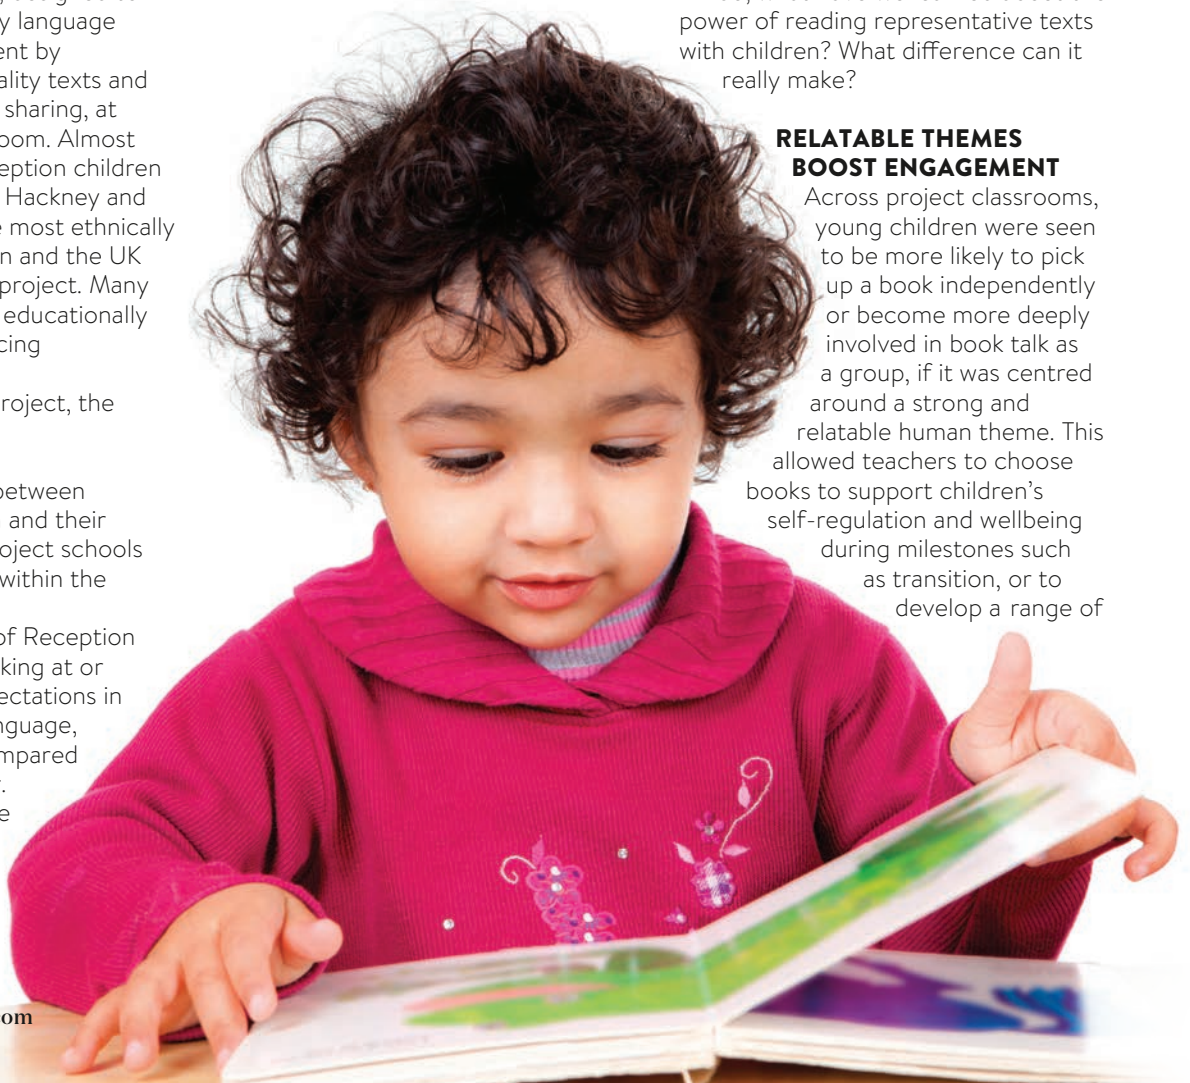 y language
ent by
ality texts and
sharing, at
oom. Almost
eption children
Hackney and
e most ethnically
n and the UK
project. Many
educationally
cing
roject, the
between
and their
oject schools
within the
of Reception
king at or
ectations in
nguage,
mpared
e
om
power of reading representative texts
with children? What difference can it
really make?
RELATABLE THEMES
BOOST ENGAGEMENT
Across project classrooms,
young children were seen
to be more likely to pick
up a book independently
or become more deeply
involved in book talk as
a group, if it was centred
around a strong and
relatable human theme. This
allowed teachers to choose
books to support children’s
self-regulation and wellbeing
during milestones such
as transition, or to
develop a range of